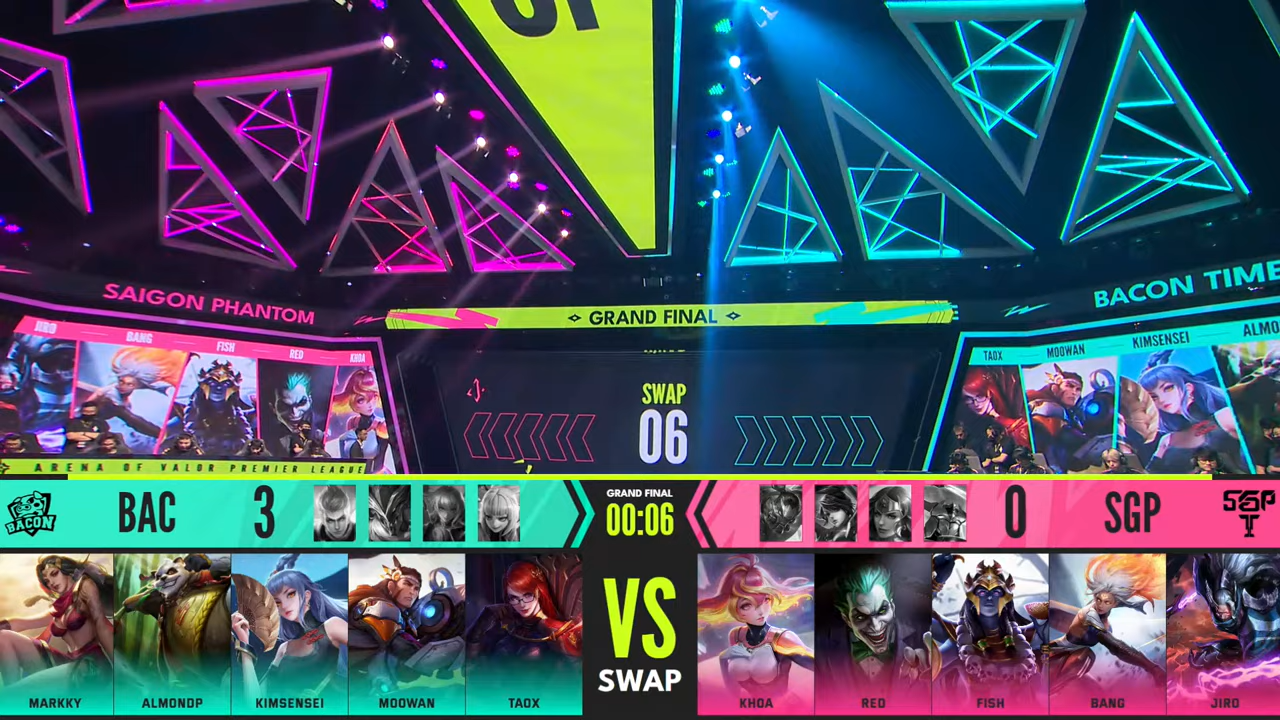 SAIGON PHANTOM
BACON TIME
GRAND FINAL
JIRO
BANG
FISH
RED
KHOA
TAOX
MOOWAN
KIMSENSEI
ALMO
SWAP
06
ARENA OF VALOR PREMIER LEAGUE
BACON
BAC
3
GRAND FINAL
00:06
0
SGP
SGP
VS
SWAP
MARKKY
ALMONDP
KIMSENSEI
MOOWAN
TAOX
KHOA
RED
FISH
BANG
JIRO